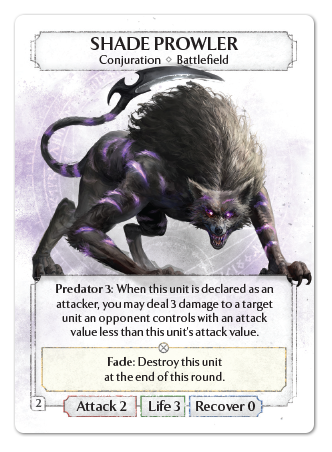 SHADE PROWLER
Conjuration ◇ Battlefield
Predator 3: When this unit is declared as an
attacker, you may deal 3 damage to a target
unit an opponent controls with an attack
value less than this unit's attack value.
Fade: Destroy this unit
at the end of this round.
2
Attack 2 Life 3 Recover 0